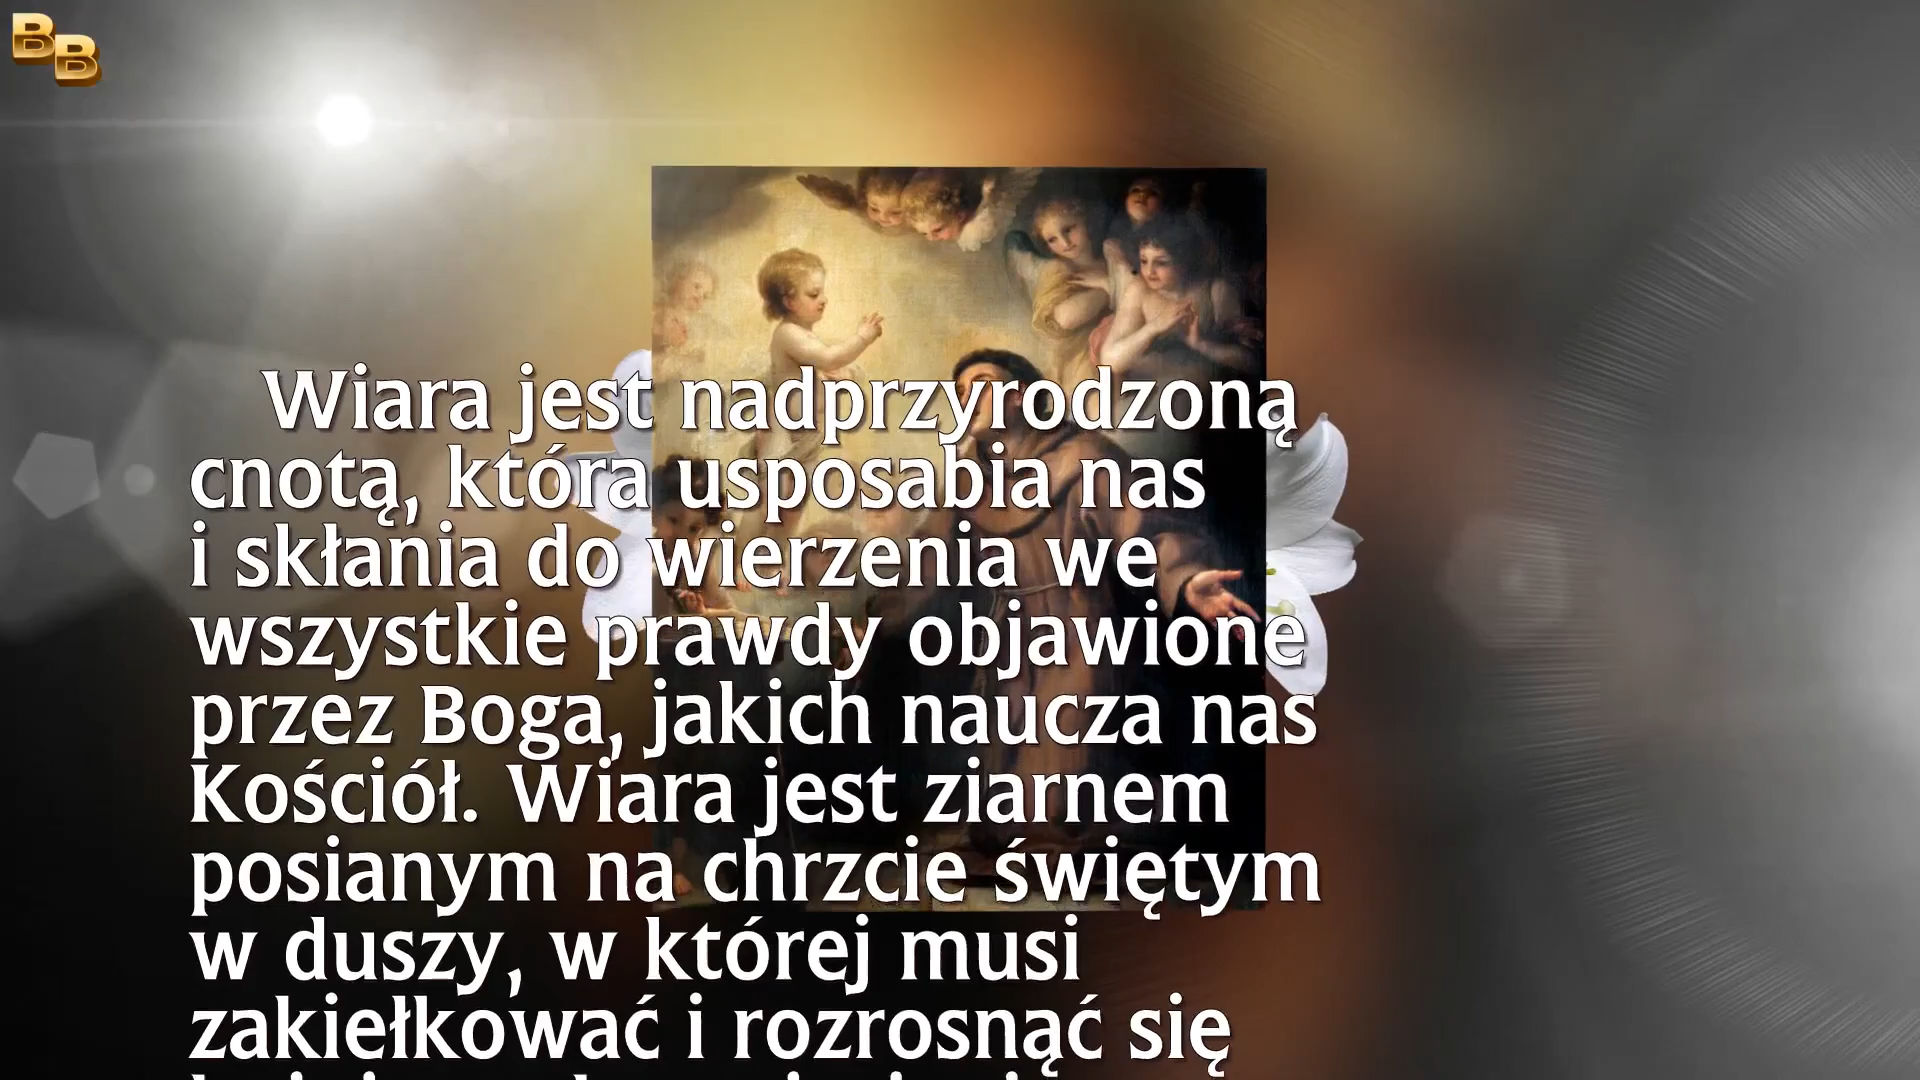 BB
Wiara jest nadprzyrodzoną
cnotą, która usposabia nas
i skłania do wierzenia we
wszystkie prawdy objawione
przez Boga, jakich naucza nas
Kościół. Wiara jest ziarnem
posianym na chrzcie świętym
w duszy, w której musi
zakiełkować i rozrosnąć się